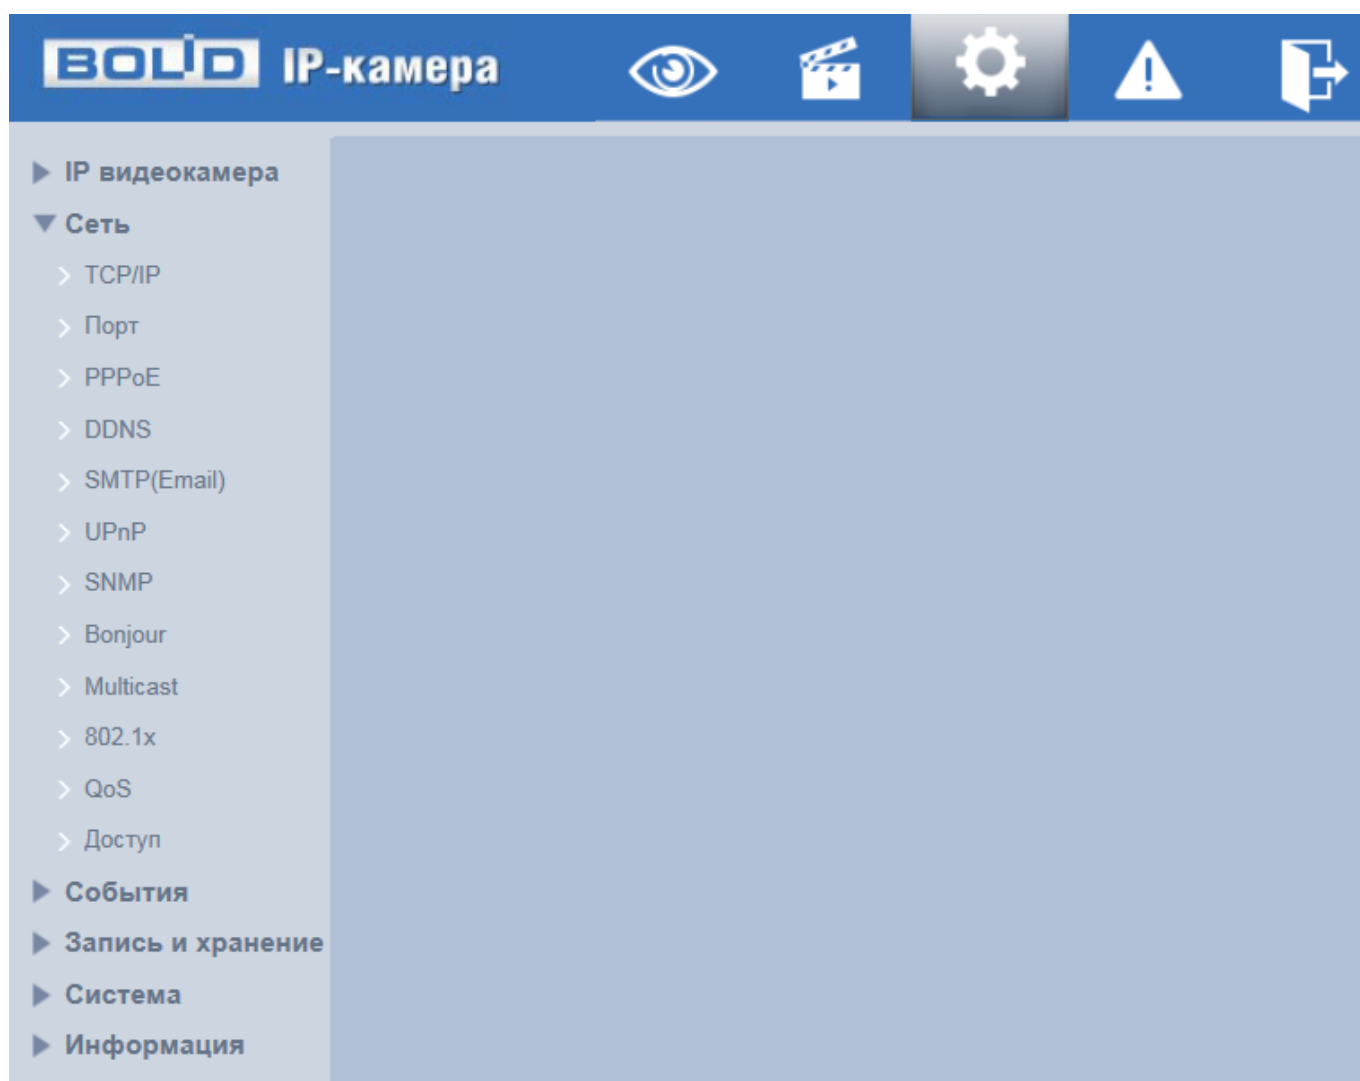 BOLID IP-камера
IP видеокамера
Сеть
TCP/IP
Порт
PPPoE
DDNS
SMTP(Email)
UPnP
SNMP
Bonjour
Multicast
802.1x
QoS
Доступ
События
Запись и хранение
Система
Информация